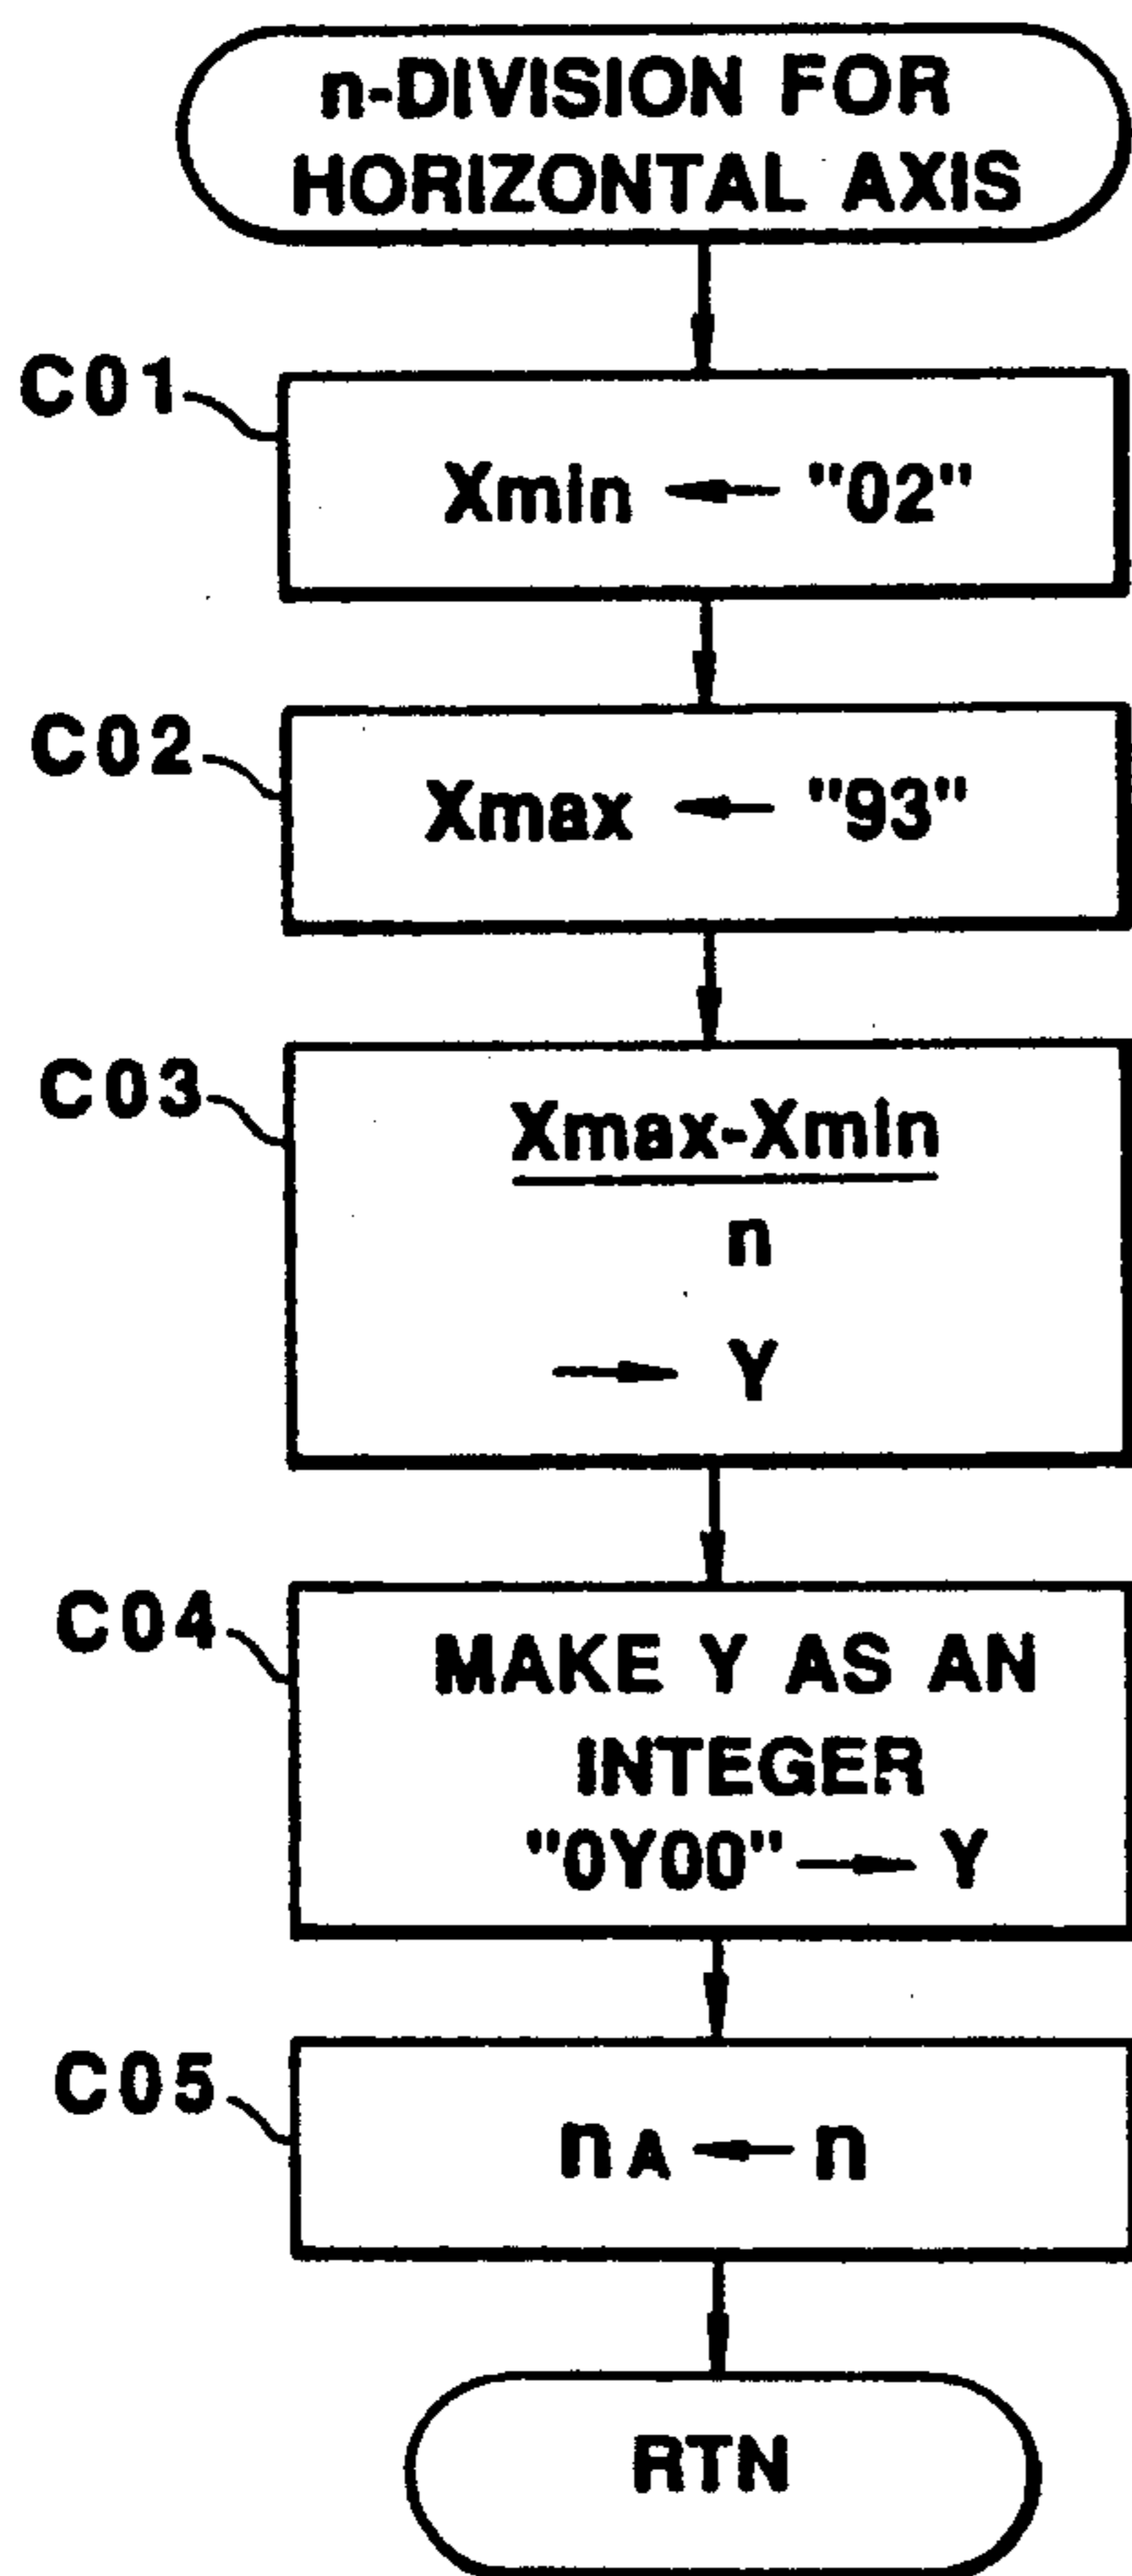 n-DIVISION FOR
HORIZONTAL AXIS
C01
Xmin ← "02"
C02
Xmax ← "93"
C03
Xmax-Xmin
n
→ Y
C04
MAKE Y AS AN
INTEGER
"0Y00" → Y
C05
nA ← n
RTN